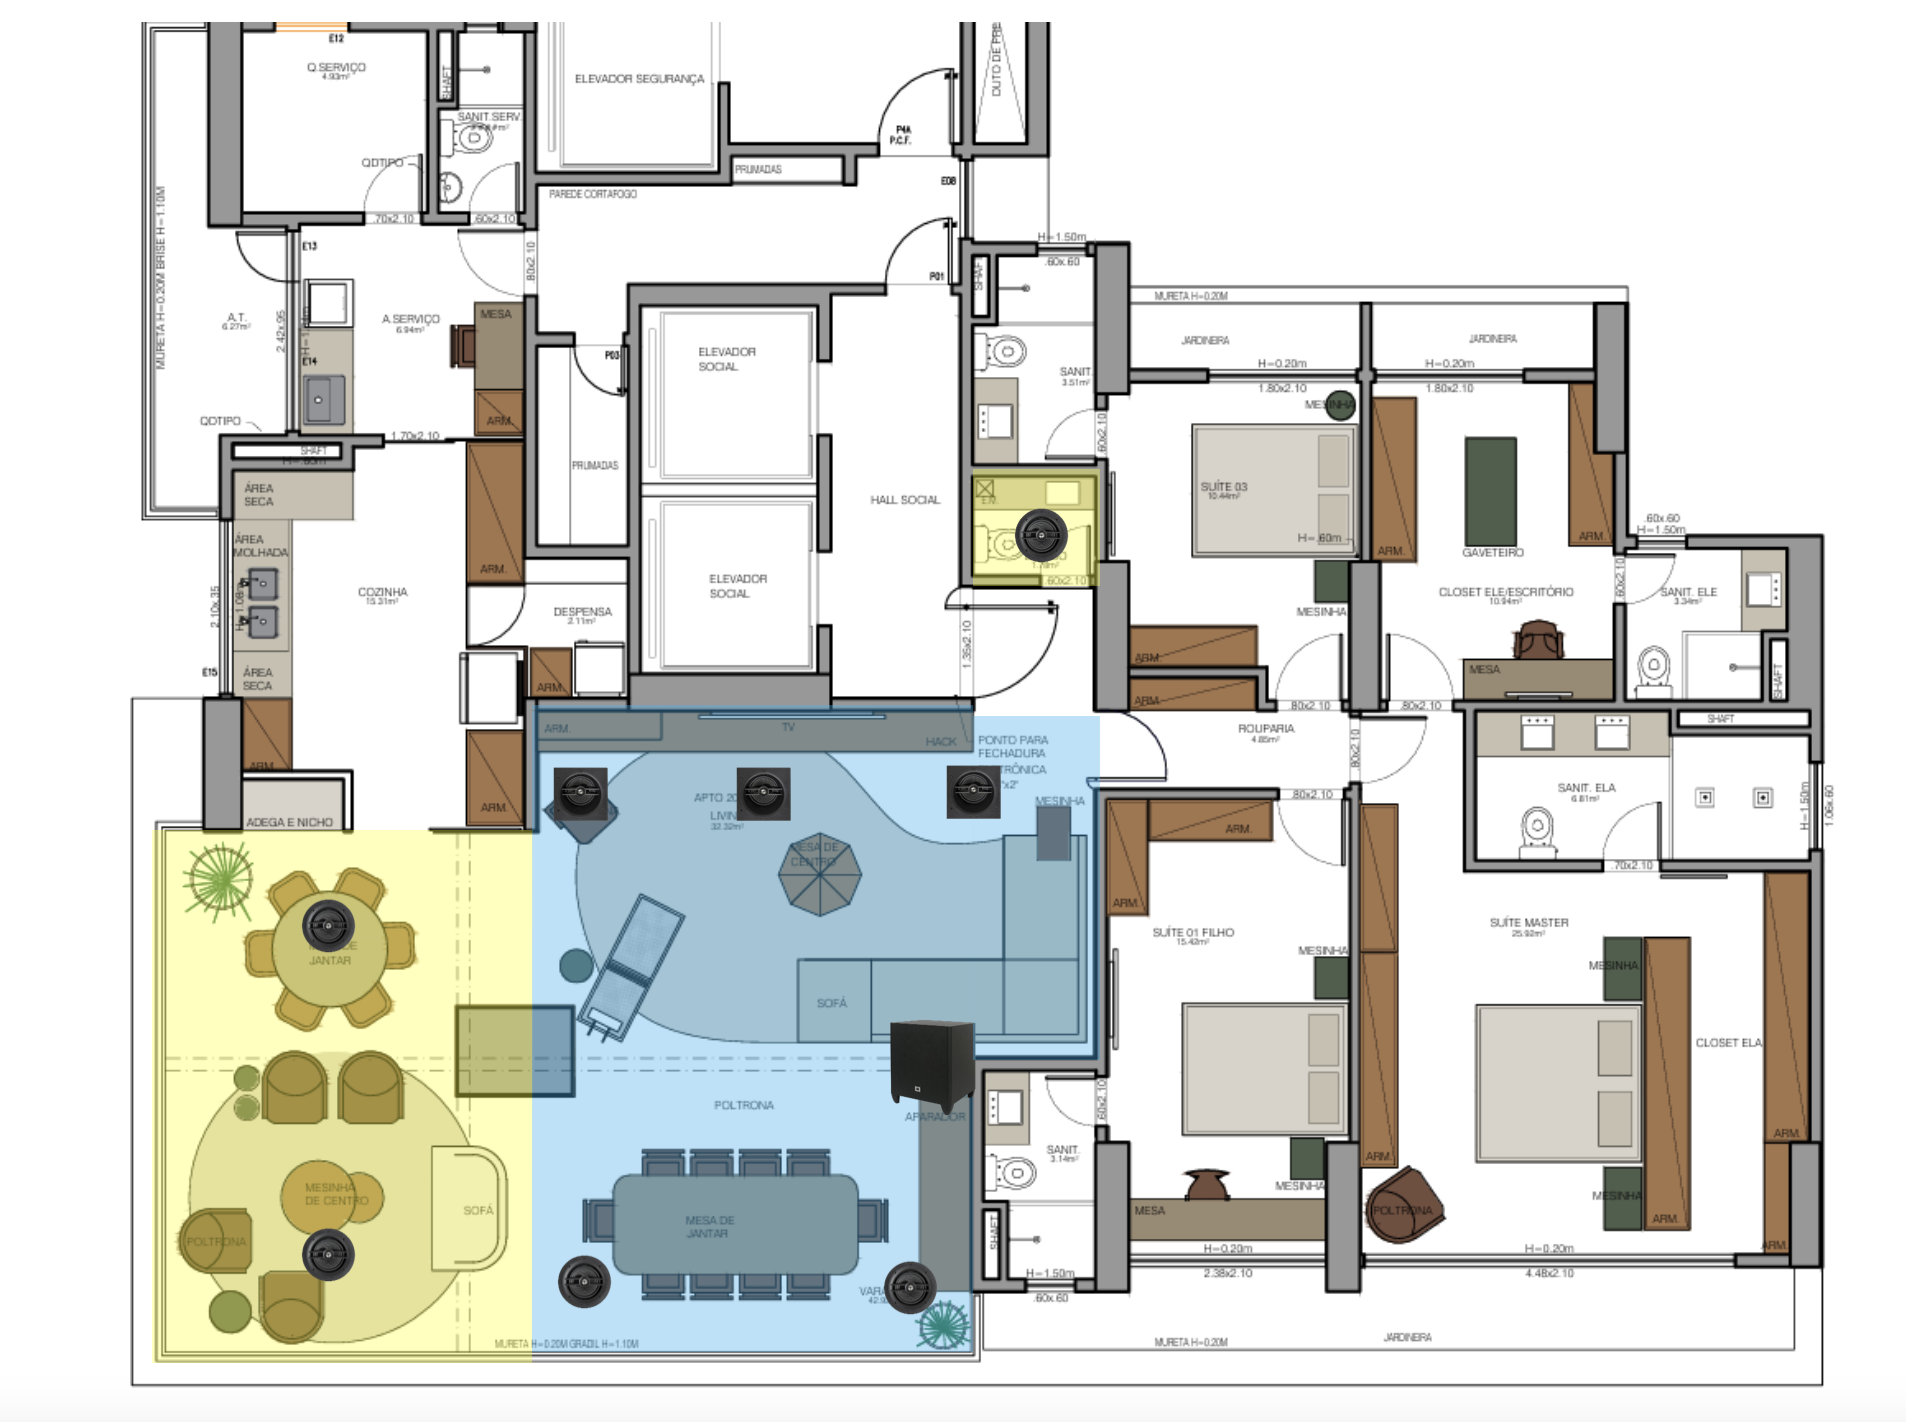 E12
Q.SERVIÇO
4.93m²
SHAFT
SANIT.SERV.
QDTIPO
.70x2.10
.60x2.10
ELEVADOR SEGURANÇA
DUTO DE
P4A
P.C.F.
PRUMADAS
PAREDE CORTAFOGO
E08
P01
MURETA H=0.20M BRISE H=1.10M
E13
A.T.
6.27m²
2.42x.95
E14
A.SERVIÇO
6.94m²
MESA
ARM.
.80x2.10
QDTIPO
1.70x2.10
SHAFT
P03
PRUMADAS
ELEVADOR
SOCIAL
ELEVADOR
SOCIAL
HALL SOCIAL
H=1.50m
.60x.60
SHAFT
SANIT.
3.51m²
.60x2.10
MURETA H=0.20M
JARDINEIRA
JARDINEIRA
H=0.20m
H=0.20m
1.80x2.10
1.80x2.10
MESINHA
SUÍTE 03
10.44m²
H=.60m
MESINHA
ARM.
ARM.
GAVETEIRO
CLOSET ELE/ESCRITÓRIO
10.94m²
MESA
.60x.60
H=1.50m
.60x2.10
SANIT. ELE
3.34m²
SHAFT
ÁREA
SECA
ÁREA
MOLHADA
2.10x.35
ÁREA
SECA
E15
COZINHA
15.31m²
ARM.
DESPENSA
2.11m²
ARM.
ARM.
ARM.
ADEGA E NICHO
.60x2.10
1.35x2.10
ARM.
ARM.
.80x2.10
.80x2.10
ROUPARIA
4.85m²
.80x2.10
.80x2.10
SHAFT
SANIT. ELA
6.81m²
H=1.50m
1.06x.60
.70x2.10
ARM.
TV
HACK
PONTO PARA
FECHADURA
MESINHA
APTO
32.32m²
MESA DE
CENTRO
SOFÁ
JANTAR
POLTRONA
APARADOR
MESA DE
JANTAR
MESINHA
DE CENTRO
SOFÁ
POLTRONA
MURETA H=0.20M GRADIL H=1.10M
ARM.
ARM.
SUÍTE 01 FILHO
15.42m²
MESINHA
MESINHA
MESA
SANIT.
3.14m²
.60x2.10
SHAFT
H=1.50m
.60x.60
H=0.20m
2.38x2.10
SUÍTE MASTER
25.92m²
MESINHA
CLOSET ELA
ARM.
ARM.
MESINHA
ARM.
POLTRONA
ARM.
H=0.20m
4.48x2.10
MURETA H=0.20M
JARDINEIRA